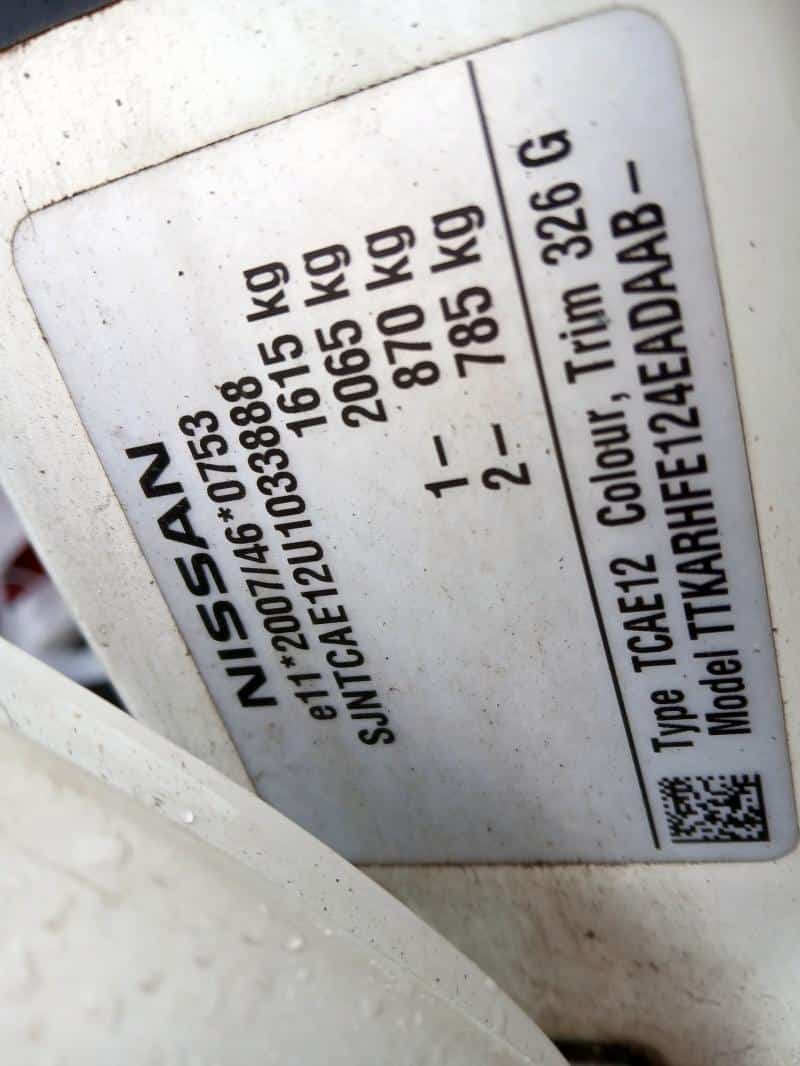 NISSAN
e11*2007/46*0753
SJNTCAE12U1033888
1615 kg
2065 kg
1– 870 kg
2– 785 kg
Type TCAE12 Colour, Trim 326 G
Model TTKARHFE124EADAAB–